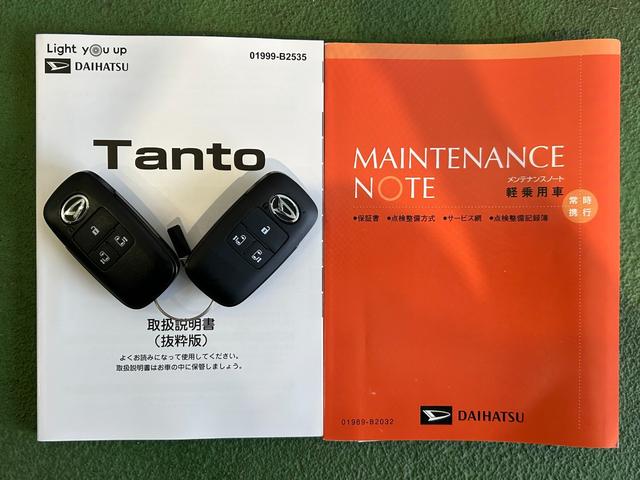 Light you up
DAIHATSU
01999-B2535
Tanto
取扱説明書
（抜粋版）
よくお読みになって使用してください。
取扱説明書はお車の中に保管しましょう。
MAINTENANCE
NOTE
メンテナンスノート
軽乗用車
常時
携行
●保証書 ●点検整備方式 ●サービス網 ●点検整備記録簿
01989-B2032
DAIHATSU